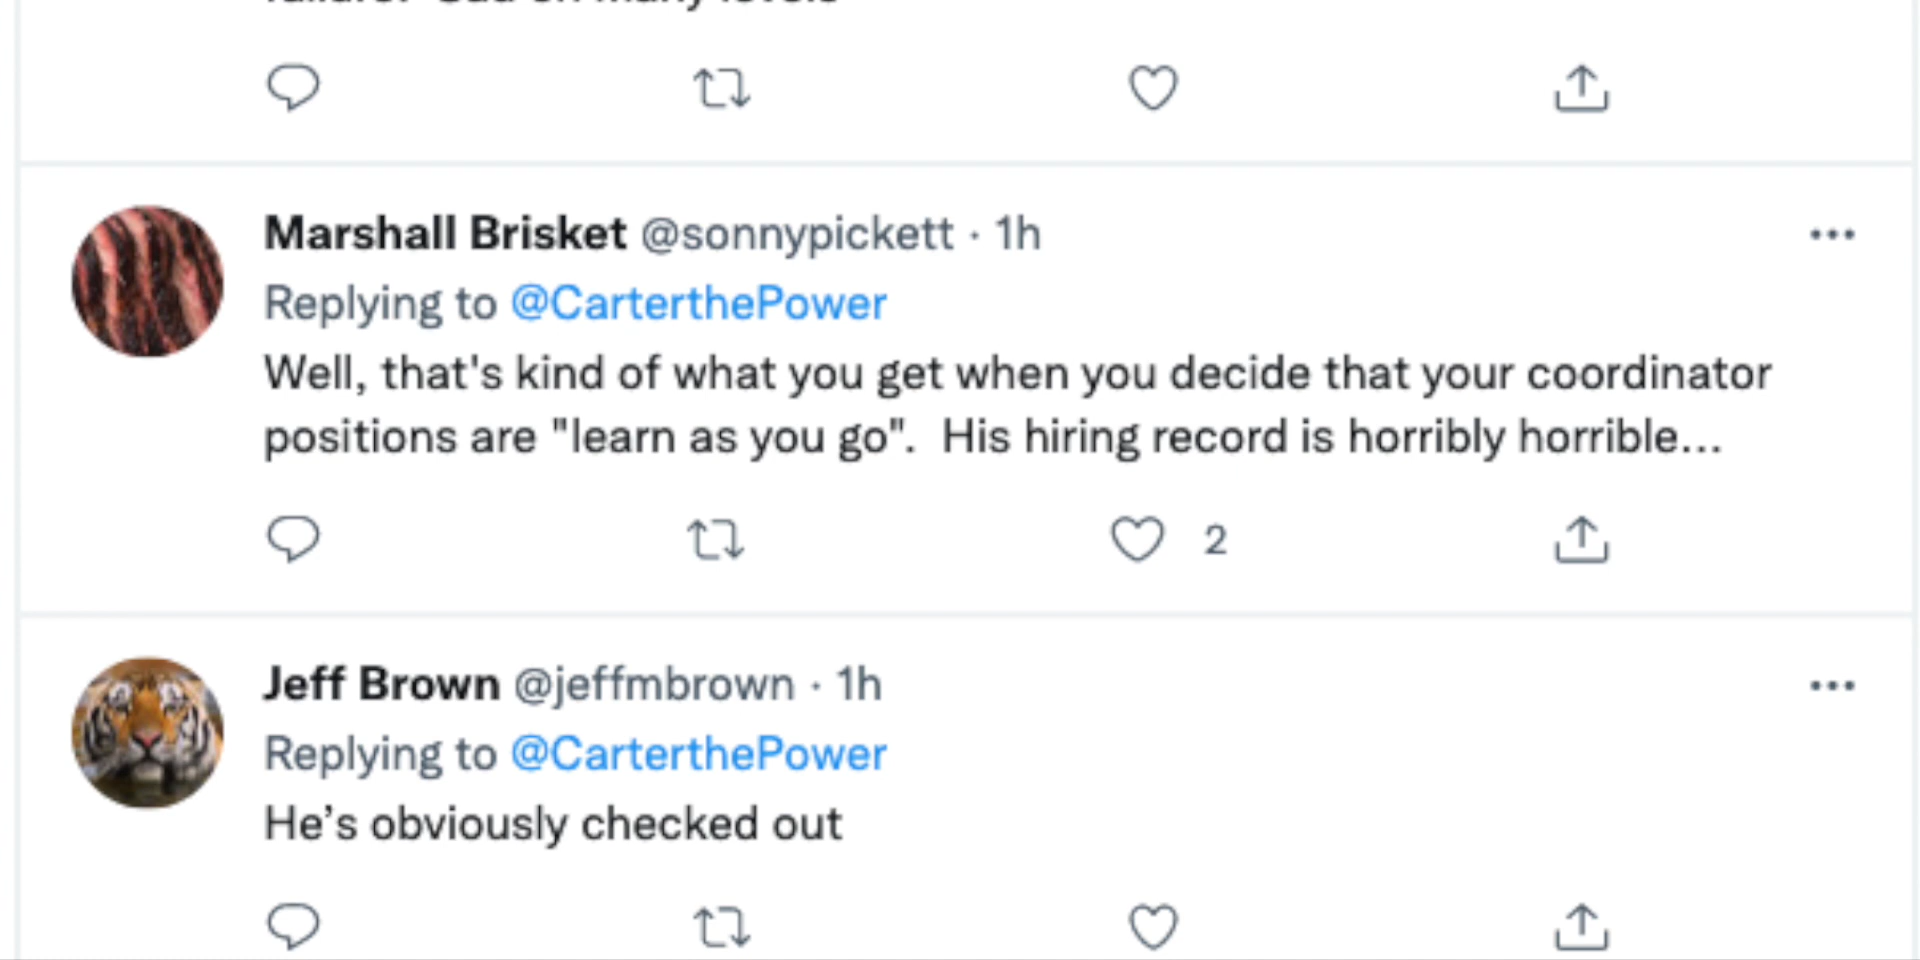 Marshall Brisket @sonnypickett · 1h
Replying to @CarterthePower
Well, that's kind of what you get when you decide that your coordinator
positions are "learn as you go".  His hiring record is horribly horrible...
2
Jeff Brown @jeffmbrown · 1h
Replying to @CarterthePower
He’s obviously checked out